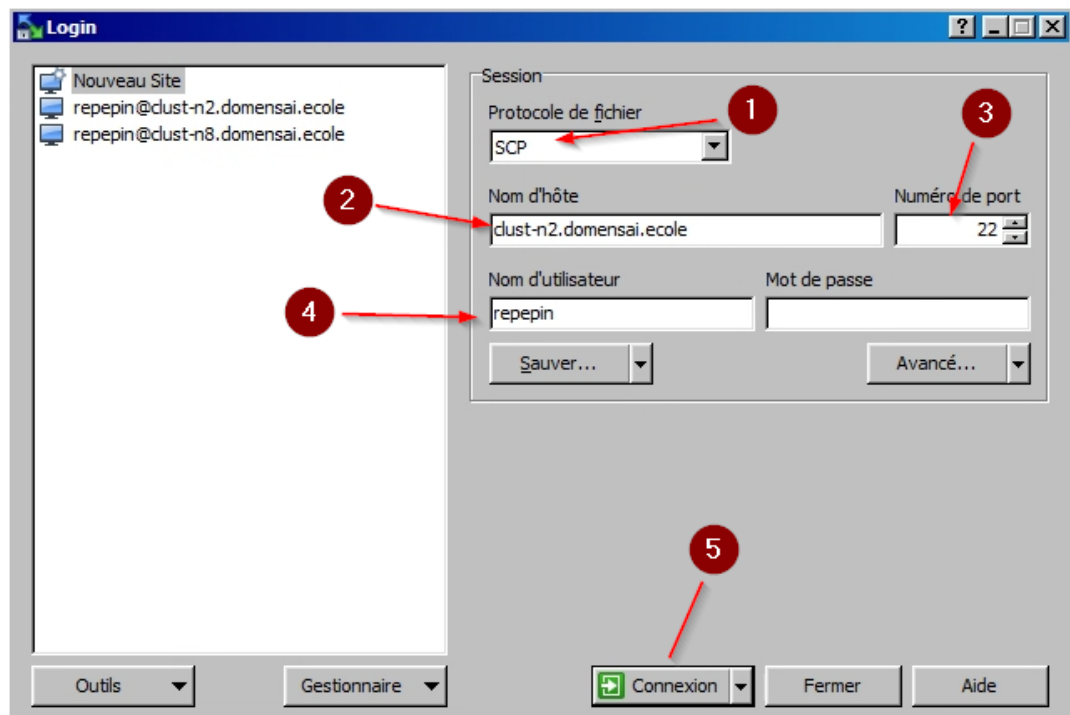 Login
Nouveau Site
repepin@clust-n2.domensai.ecole
repepin@clust-n8.domensai.ecole
Session
Protocole de fichier
1
3
SCP
2
Nom d'hôte
Numéro de port
clust-n2.domensai.ecole
22
Nom d'utilisateur
Mot de passe
4
repepin
Sauver...
Avancé...
5
Outils
Gestionnaire
Connexion
Fermer
Aide